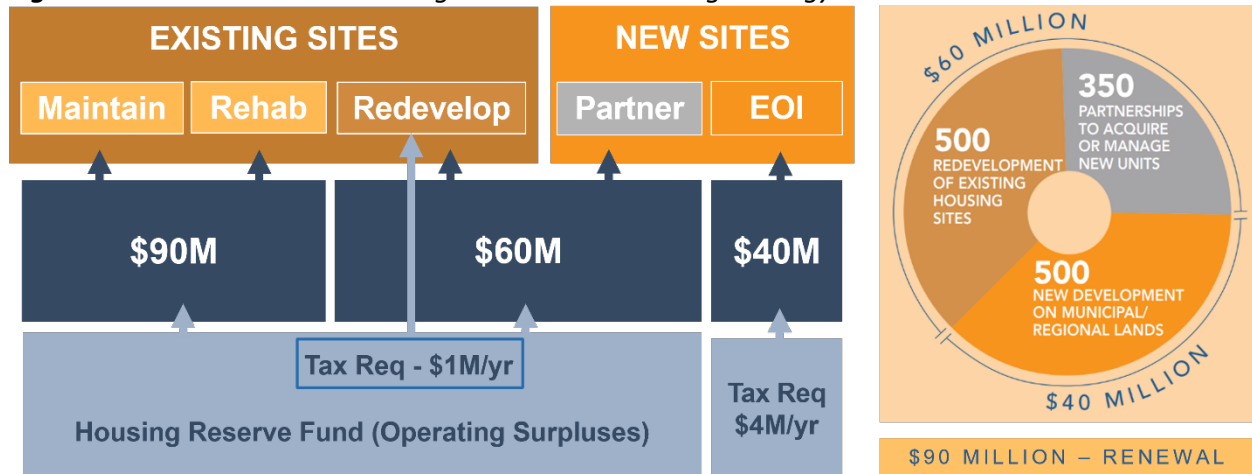 EXISTING SITES
NEW SITES
Maintain
Rehab
Redevelop
Partner
EOI
$90M
$60M
$40M
Tax Req - $1M/yr
Housing Reserve Fund (Operating Surpluses)
Tax Req
$4M/yr
$60 MILLION
350
PARTNERSHIPS
TO ACQUIRE
OR MANAGE
NEW UNITS
500
REDEVELOPMENT
OF EXISTING
HOUSING
SITES
500
NEW DEVELOPMENT
ON MUNICIPAL/
REGIONAL LANDS
$40 MILLION
$90 MILLION – RENEWAL